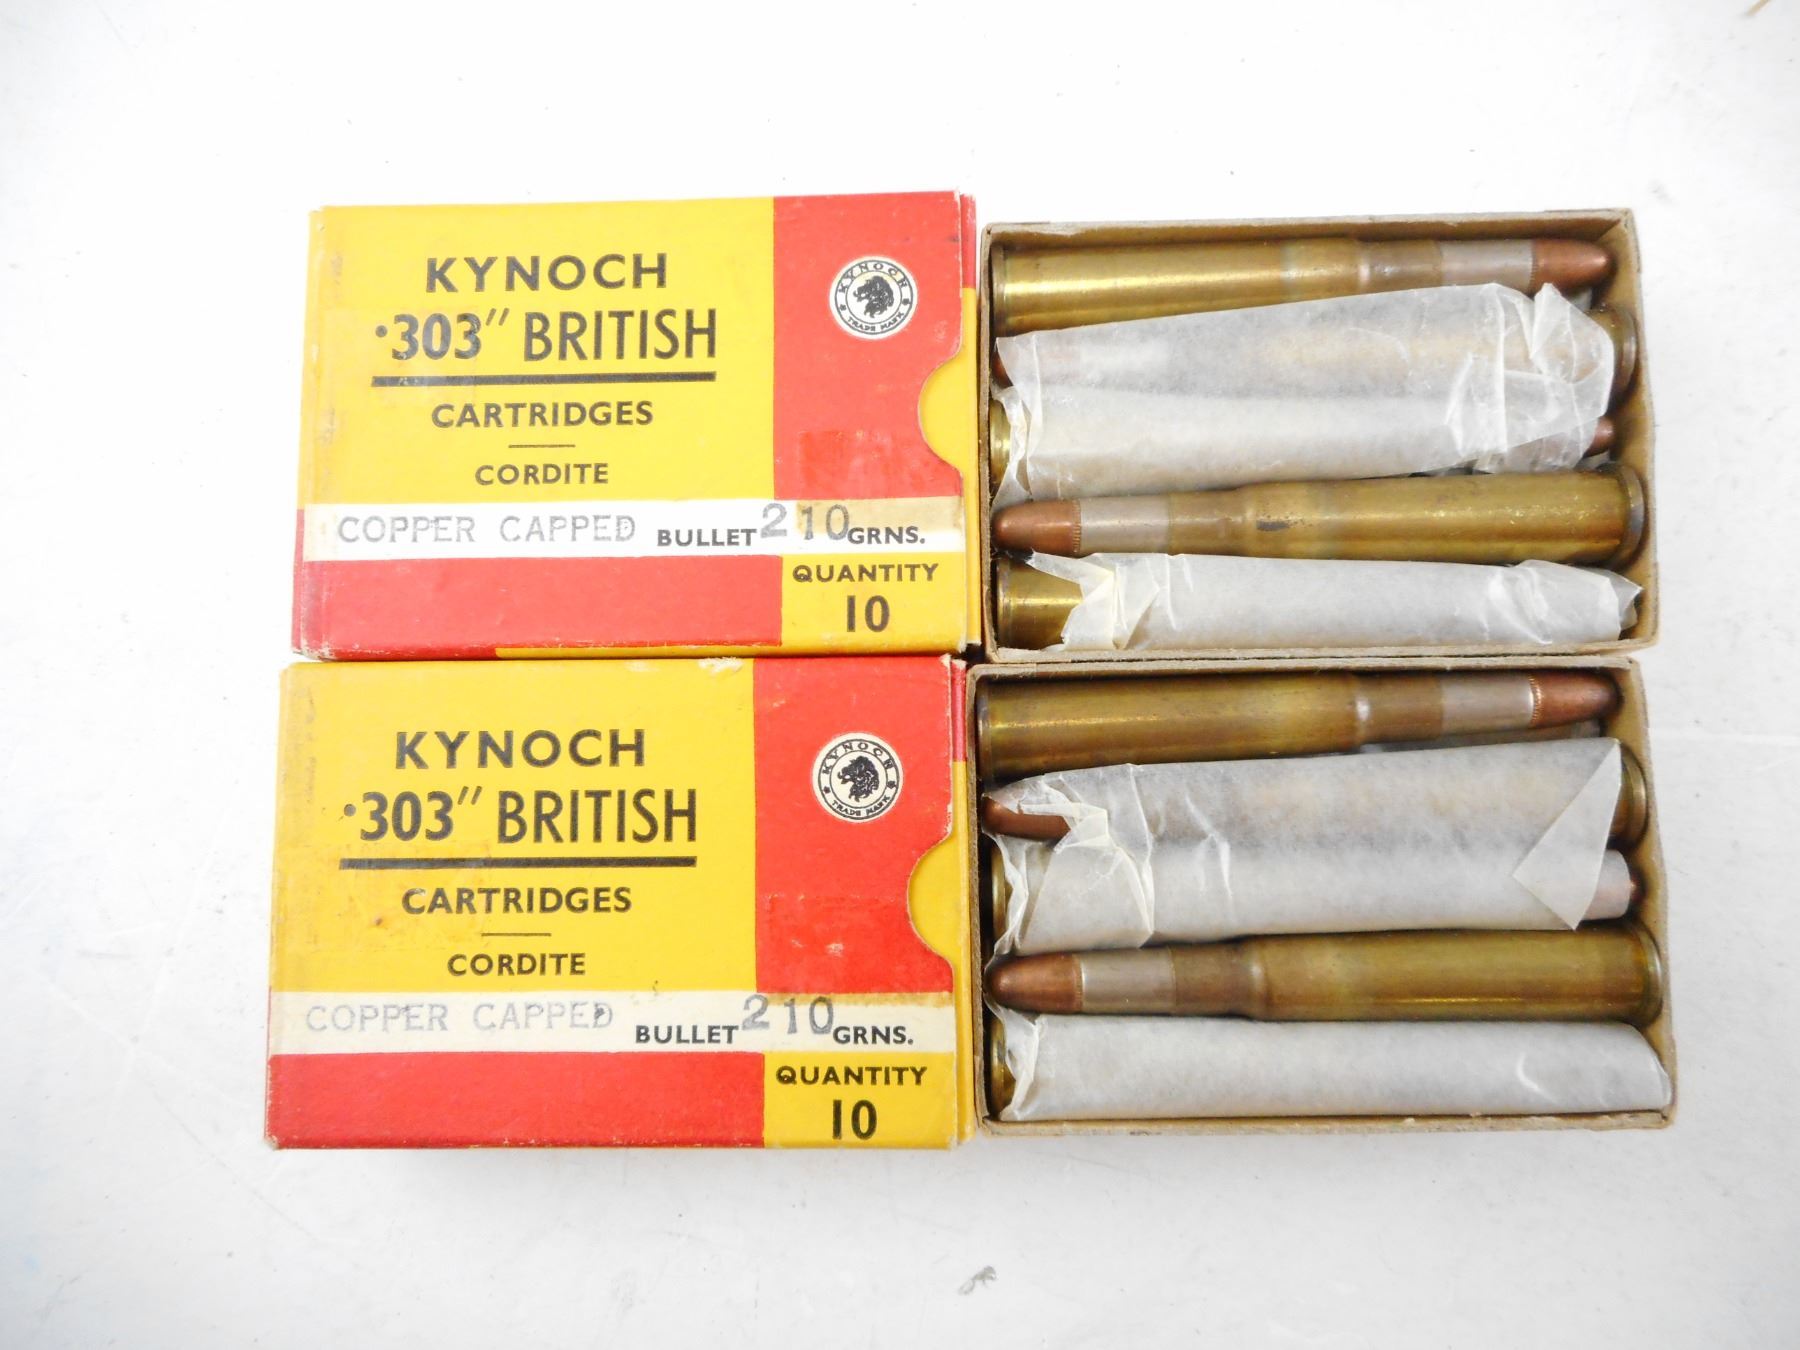 KYNOCH
.303" BRITISH
CARTRIDGES
CORDITE
COPPER CAPPED BULLET 210 GRNS.
QUANTITY
10
KYNOCH
TRADE MARK
KYNOCH
.303" BRITISH
CARTRIDGES
CORDITE
COPPER CAPPED BULLET 210 GRNS.
QUANTITY
10
KYNOCH
TRADE MARK